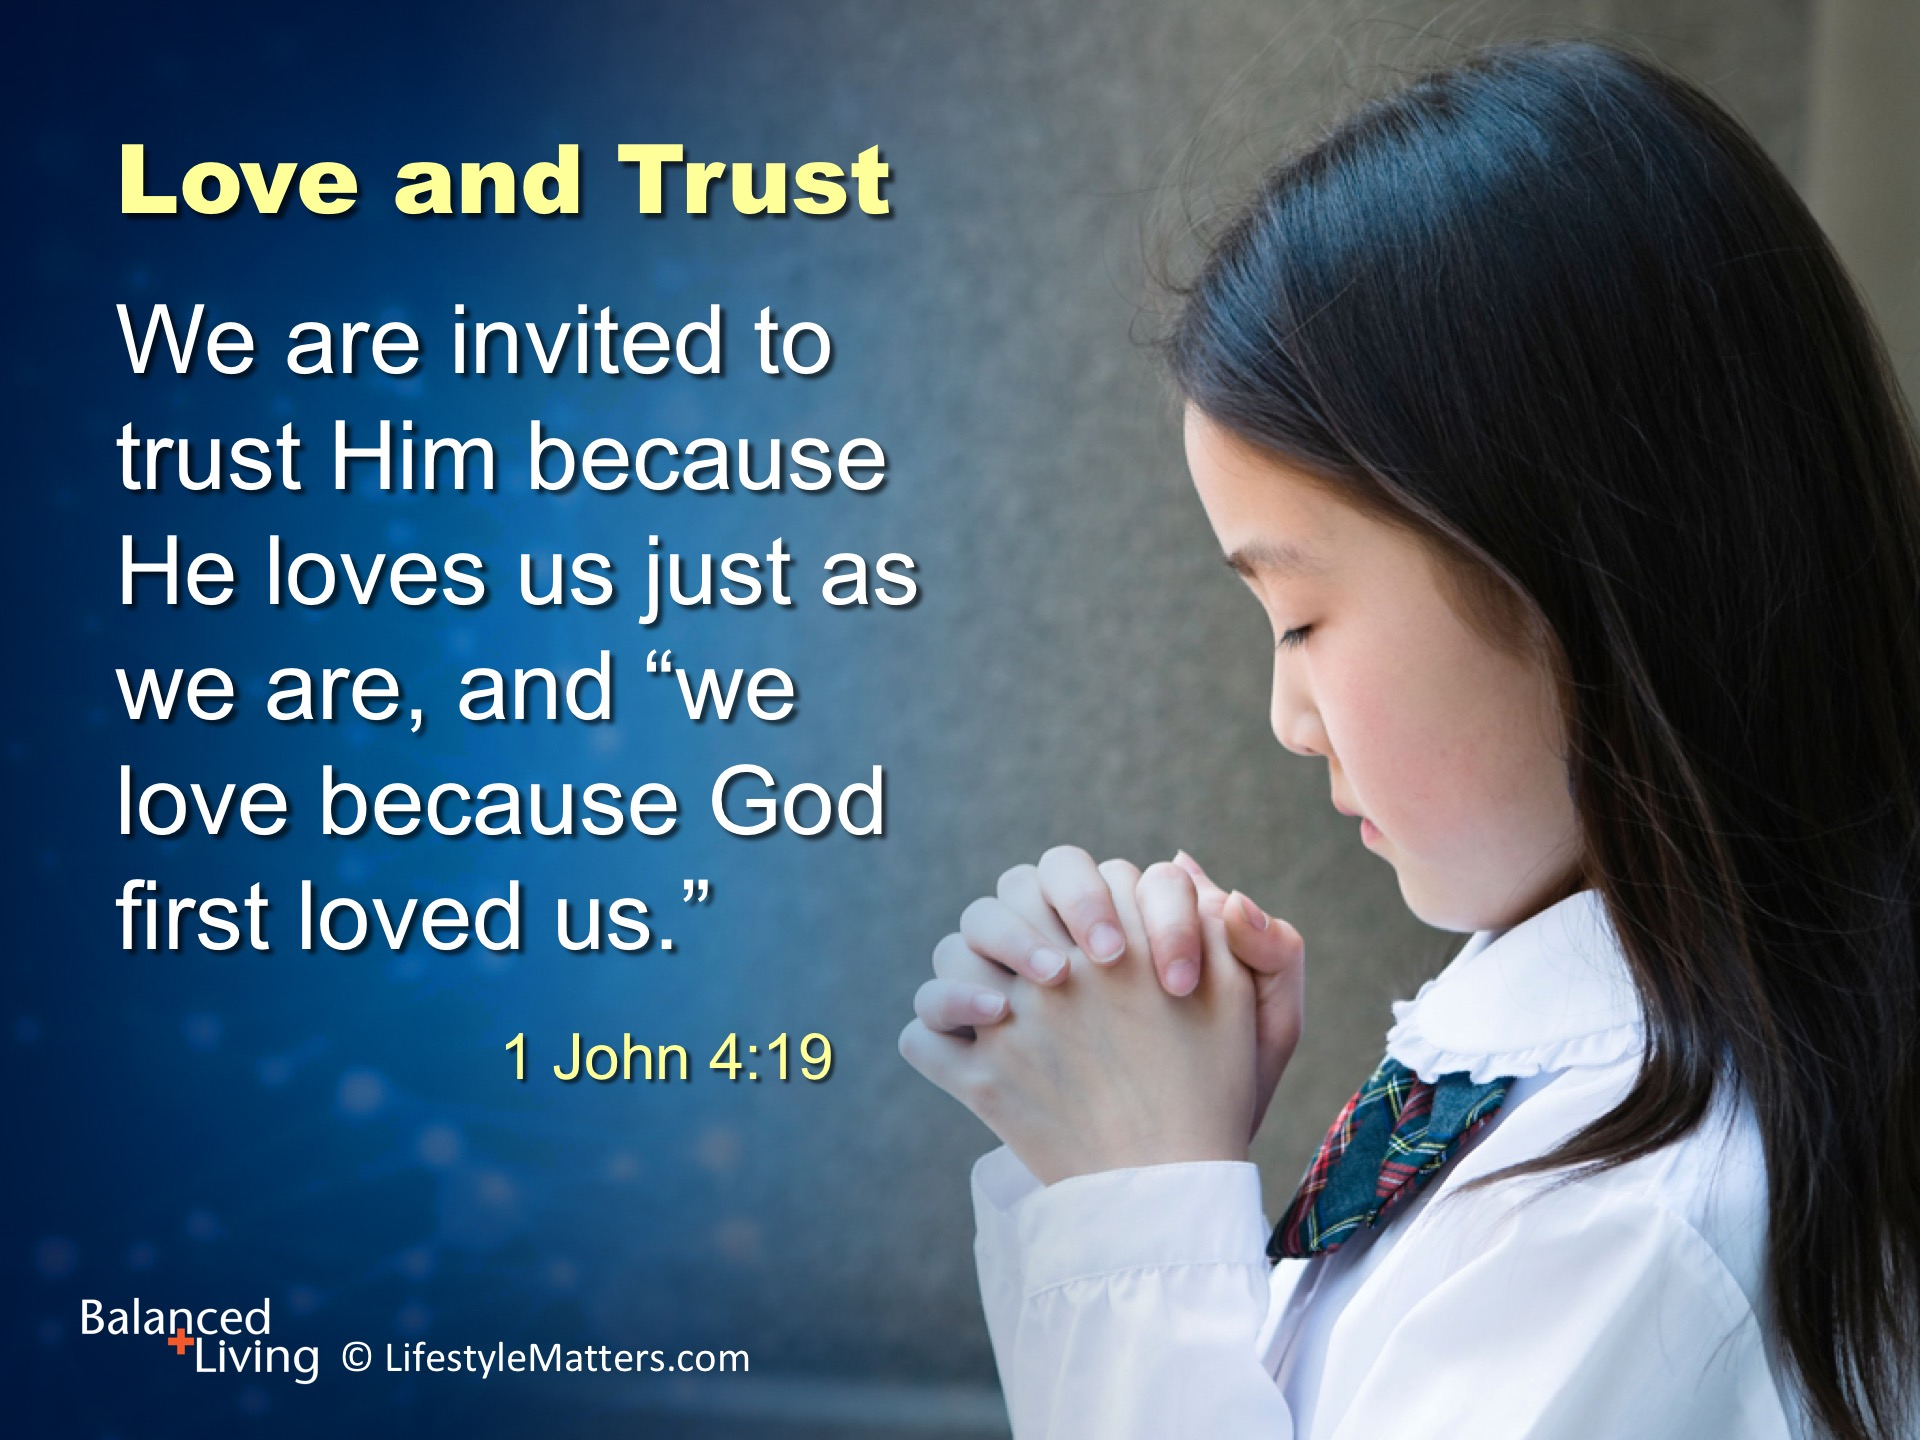 Love and Trust
We are invited to
trust Him because
He loves us just as
we are, and “we
love because God
first loved us.”
1 John 4:19
Balanced
Living © LifestyleMatters.com